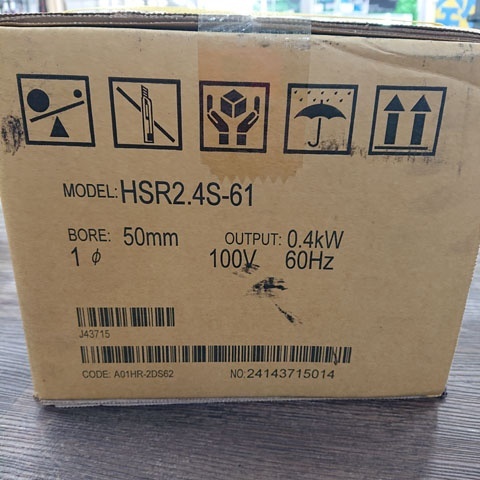 MODEL: HSR2.4S-61
BORE: 50mm OUTPUT: 0.4kW
1 ϕ 100V 60Hz
J43715
CODE: A01HR-2DS62 NO.24143715014